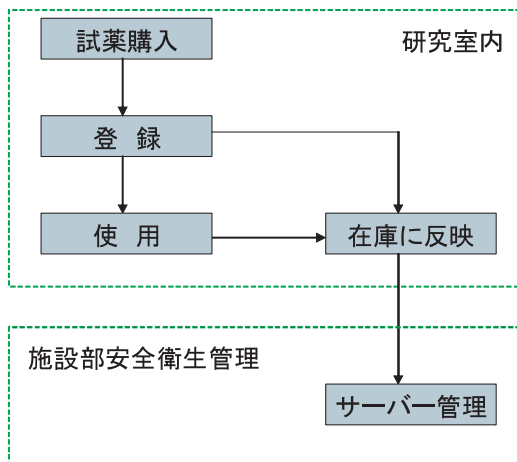 試薬購入
研究室内
登 録
使 用
在庫に反映
施設部安全衛生管理
サーバー管理